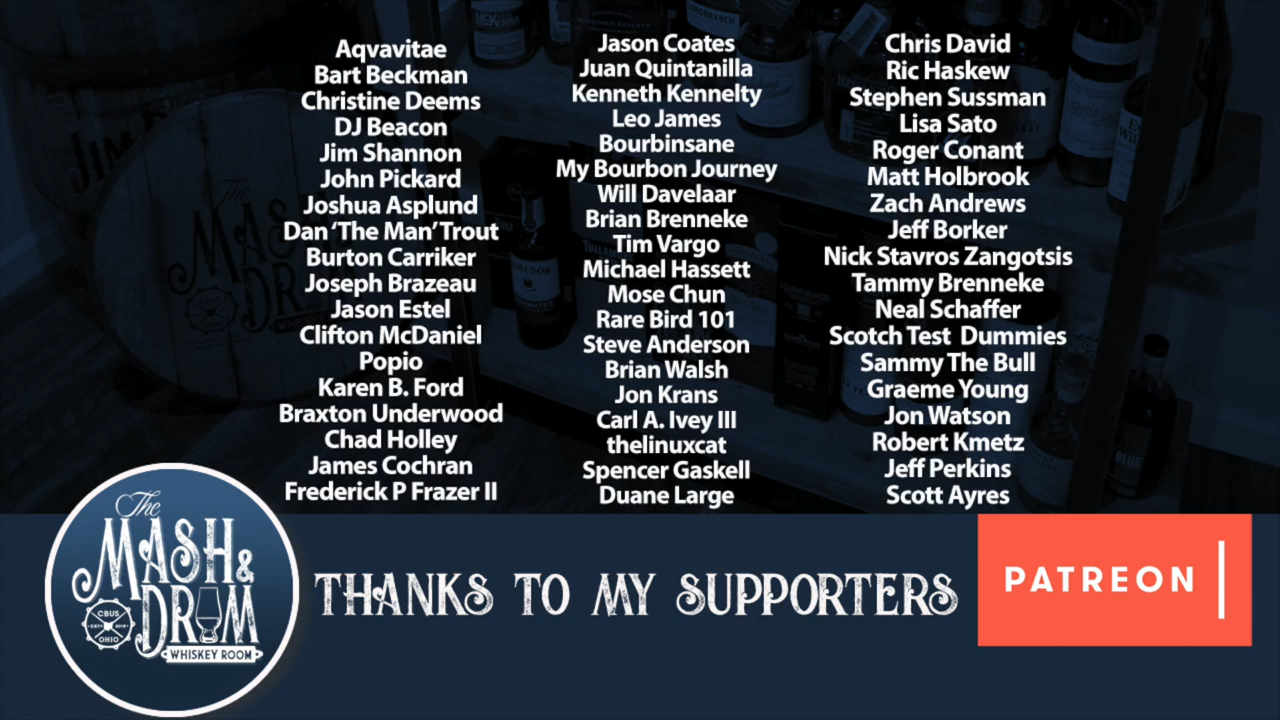 Aqvavitae
Bart Beckman
Christine Deems
DJ Beacon
Jim Shannon
John Pickard
Joshua Asplund
Dan 'The Man' Trout
Burton Carriker
Joseph Brazeau
Jason Estel
Clifton McDaniel
Popio
Karen B. Ford
Braxton Underwood
Chad Holley
James Cochran
Frederick P Frazer II
Jason Coates
Juan Quintanilla
Kenneth Kennelty
Leo James
Bourbinsane
My Bourbon Journey
Will Davelaar
Brian Brenneke
Tim Vargo
Michael Hassett
Mose Chun
Rare Bird 101
Steve Anderson
Brian Walsh
Jon Krans
Carl A. Ivey III
thelinuxcat
Spencer Gaskell
Duane Large
Chris David
Ric Haskew
Stephen Sussman
Lisa Sato
Roger Conant
Matt Holbrook
Zach Andrews
Jeff Borker
Nick Stavros Zangotsis
Tammy Brenneke
Neal Schaffer
Scotch Test Dummies
Sammy The Bull
Graeme Young
Jon Watson
Robert Kmetz
Jeff Perkins
Scott Ayres
The
MASH &
DRUM
WHISKEY ROOM
CBUS
OHIO
THANKS TO MY SUPPORTERS
PATREON